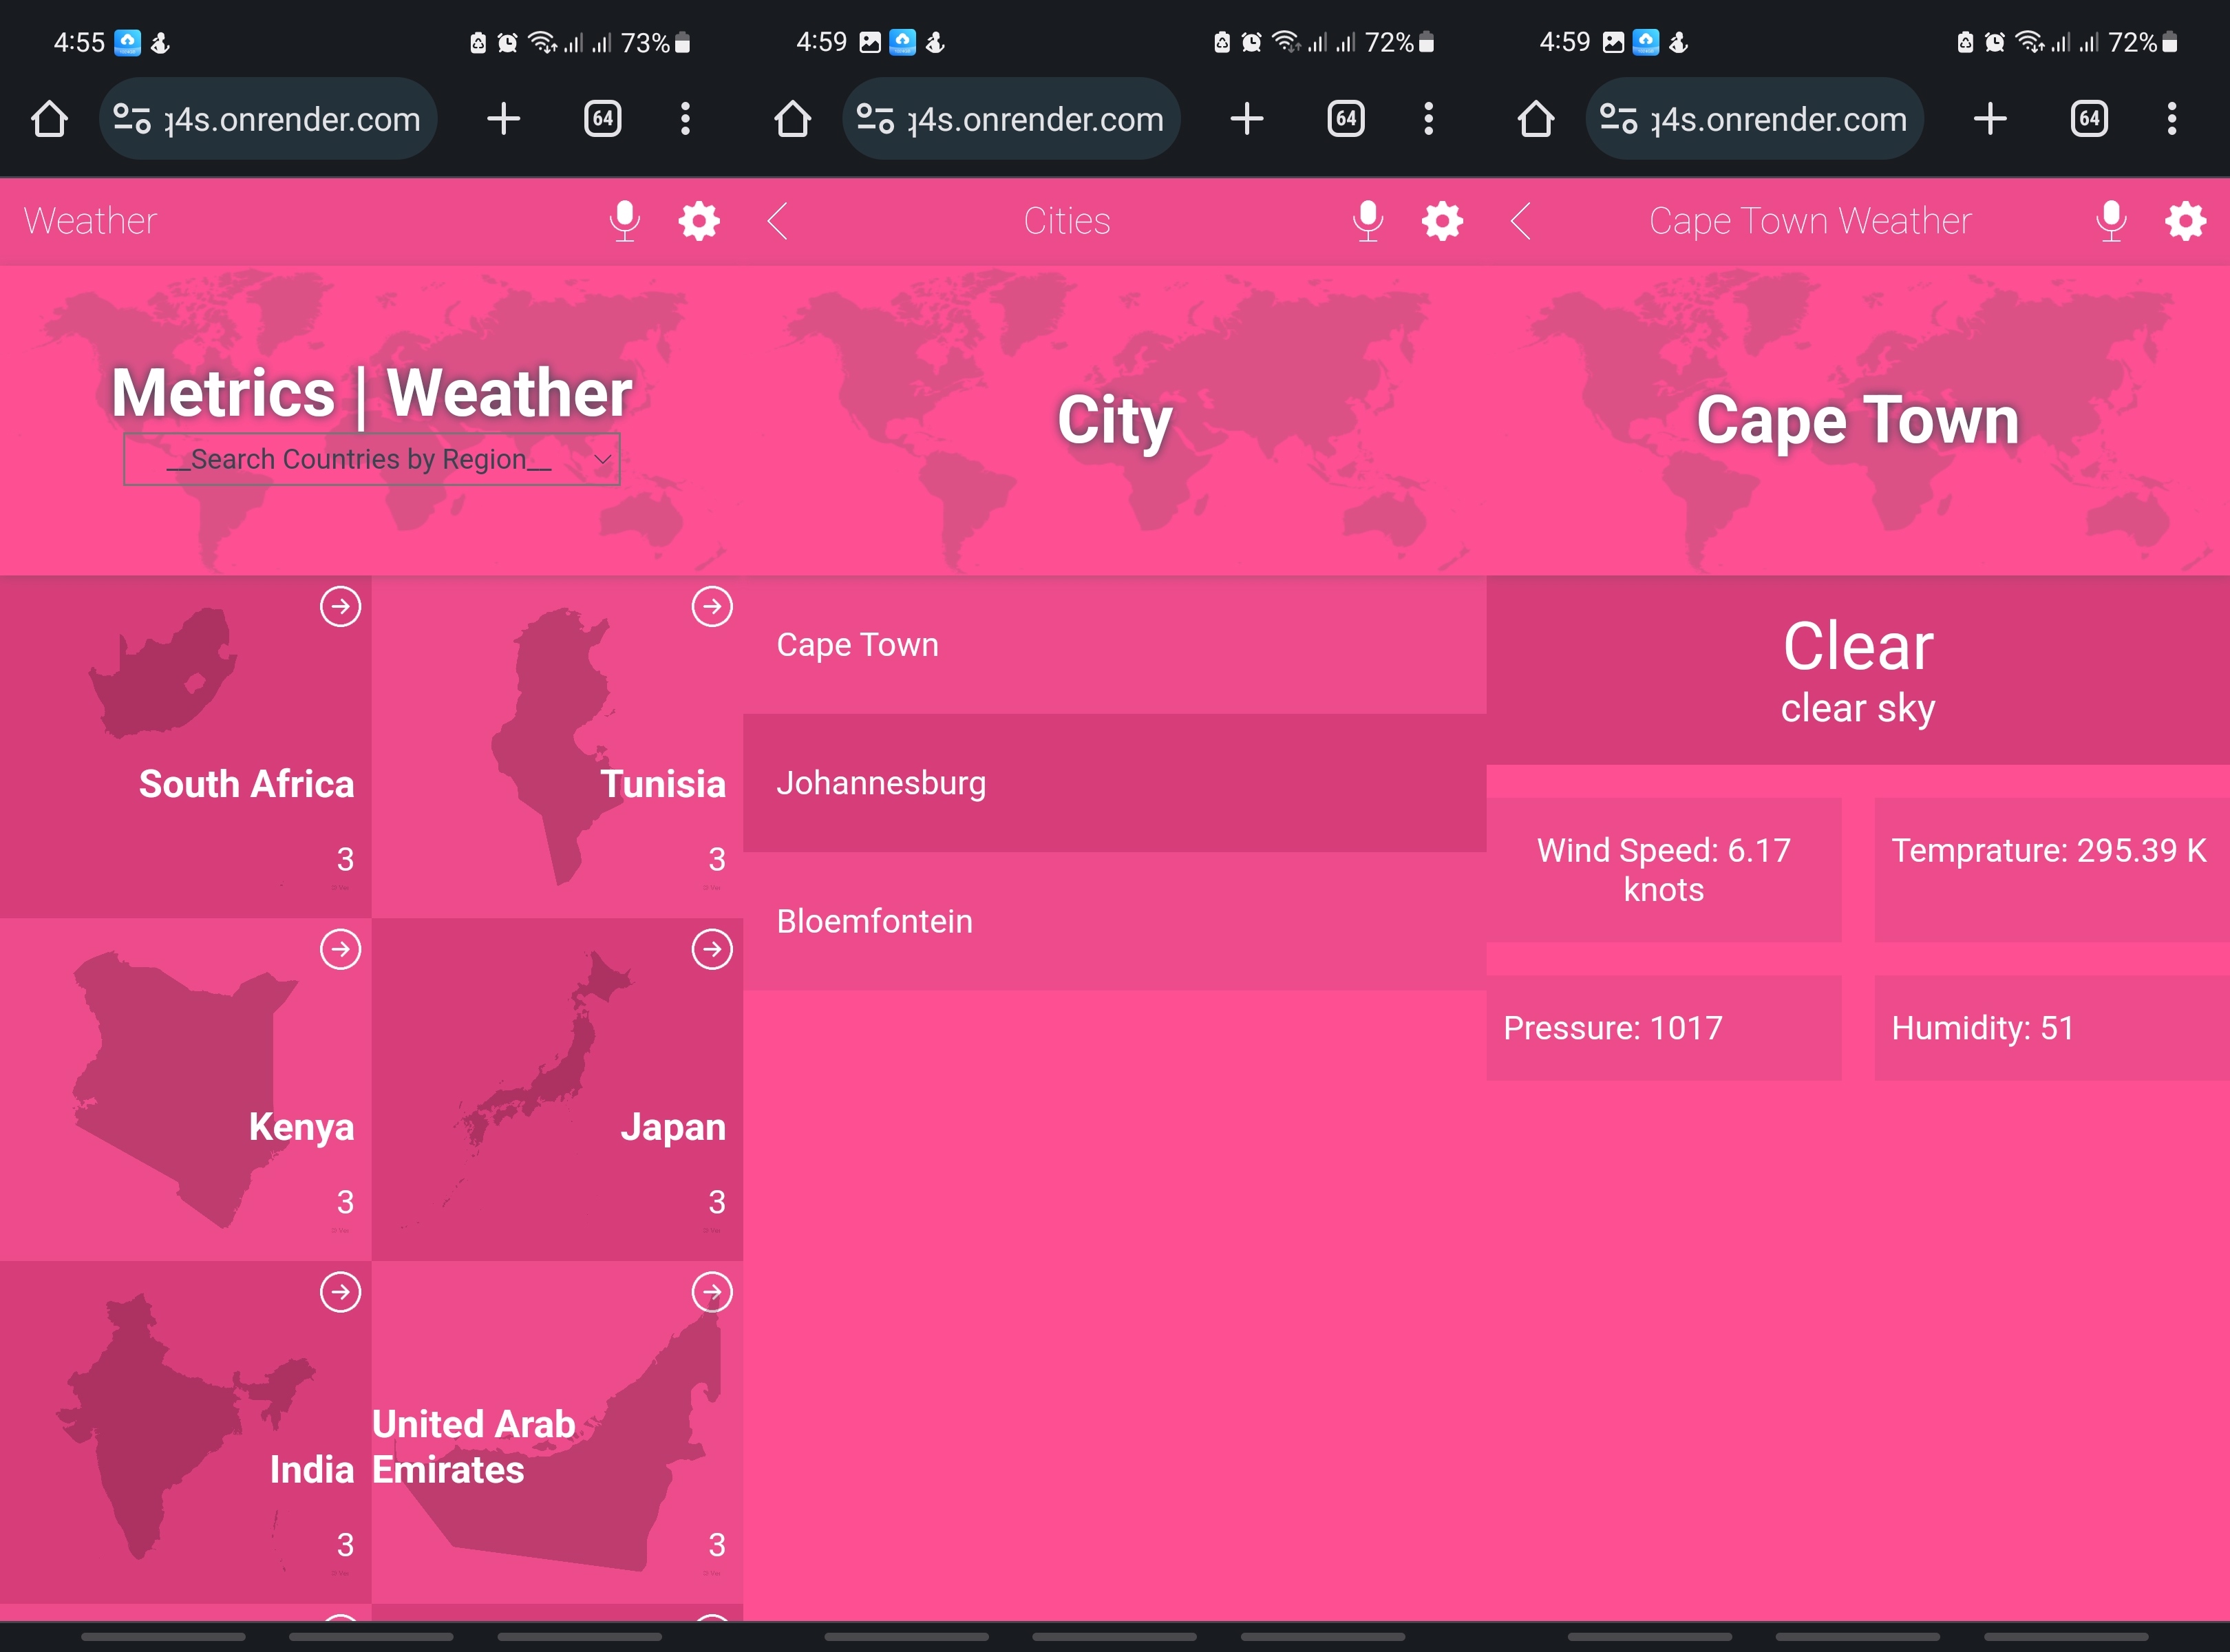 4:55
73%
q4s.onrender.com
64
Weather
Metrics | Weather
__Search Countries by Region__
South Africa
3
Tunisia
3
Kenya
3
Japan
3
India
3
United Arab
Emirates
3
4:59
72%
q4s.onrender.com
64
Cities
City
Cape Town
Johannesburg
Bloemfontein
4:59
72%
q4s.onrender.com
64
Cape Town Weather
Cape Town
Clear
clear sky
Wind Speed: 6.17
knots
Temprature: 295.39 K
Pressure: 1017
Humidity: 51